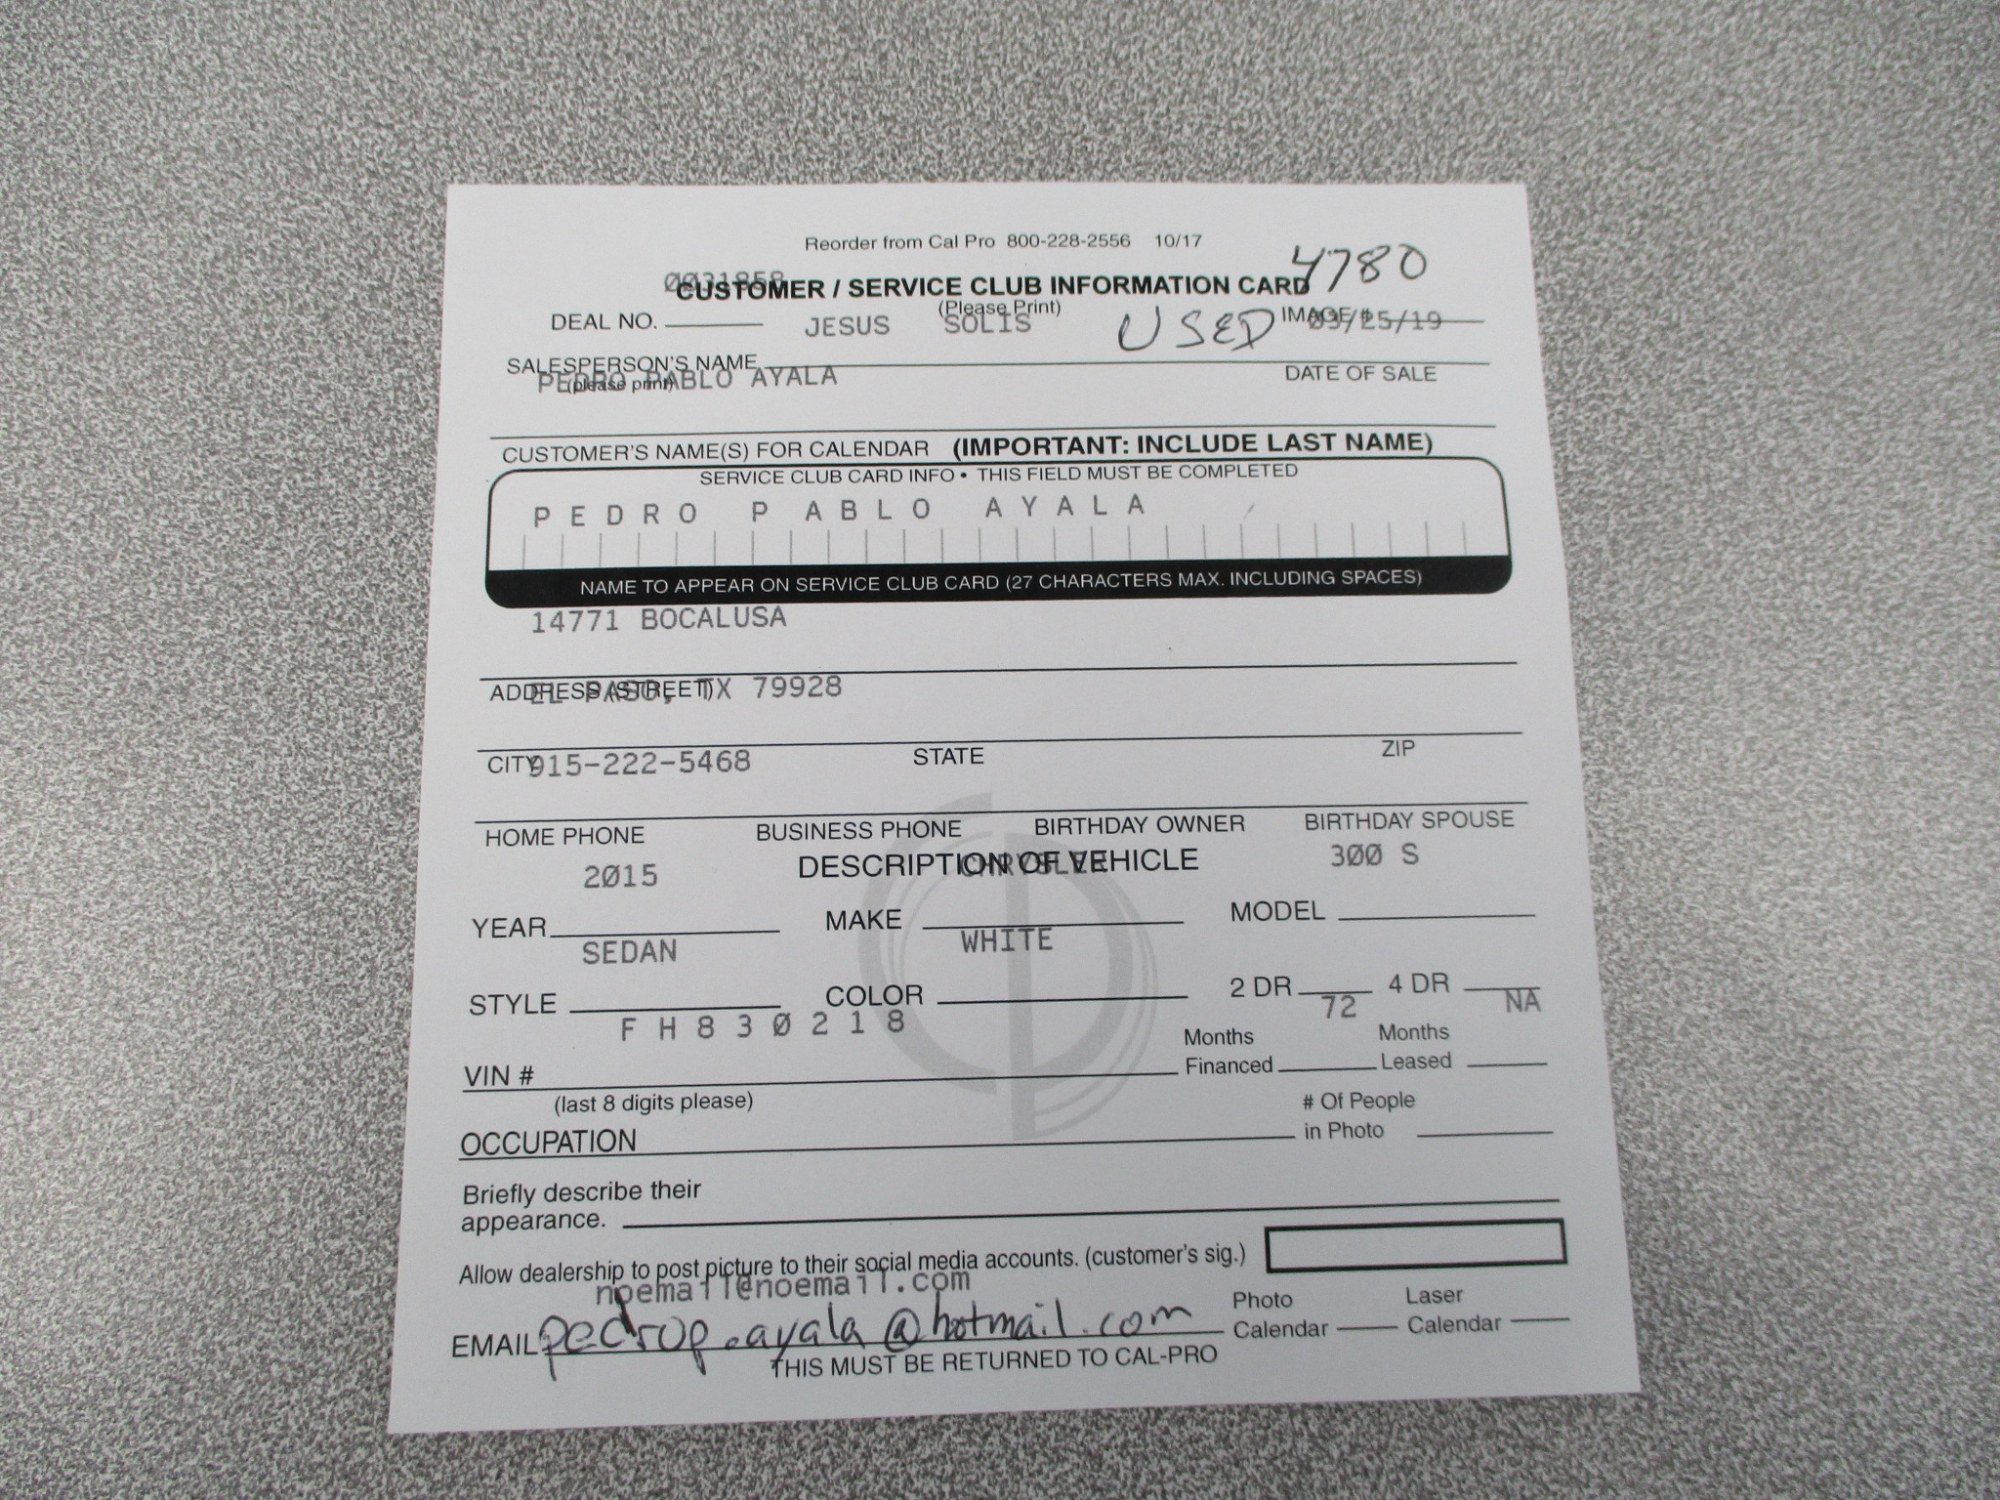 Reorder from Cal Pro 800-228-2556 10/17
4780
0031858
CUSTOMER / SERVICE CLUB INFORMATION CARD
(Please Print)
DEAL NO. JESUS SOLIS USED IMAGE # 03/25/19
SALESPERSON'S NAME DATE OF SALE
(please print)
PEDRO PABLO AYALA
CUSTOMER'S NAME(S) FOR CALENDAR (IMPORTANT: INCLUDE LAST NAME)
SERVICE CLUB CARD INFO • THIS FIELD MUST BE COMPLETED
PEDRO PABLO AYALA
NAME TO APPEAR ON SERVICE CLUB CARD (27 CHARACTERS MAX. INCLUDING SPACES)
14771 BOCALUSA
ADDRESS (STREET)
EL PASO, TX 79928
CITY STATE ZIP
915-222-5468
HOME PHONE BUSINESS PHONE BIRTHDAY OWNER BIRTHDAY SPOUSE
DESCRIPTION OF VEHICLE
2015 CHRYSLER 300 S
YEAR MAKE MODEL
SEDAN WHITE
STYLE COLOR 2 DR 4 DR
72 NA
F H 8 3 0 2 1 8
VIN # Months Financed Months Leased
(last 8 digits please)
OCCUPATION # Of People in Photo
Briefly describe their
appearance.
Allow dealership to post picture to their social media accounts. (customer's sig.)
noemail@noemail.com
EMAIL pedrop.ayala@hotmail.com Photo Calendar Laser Calendar
THIS MUST BE RETURNED TO CAL-PRO